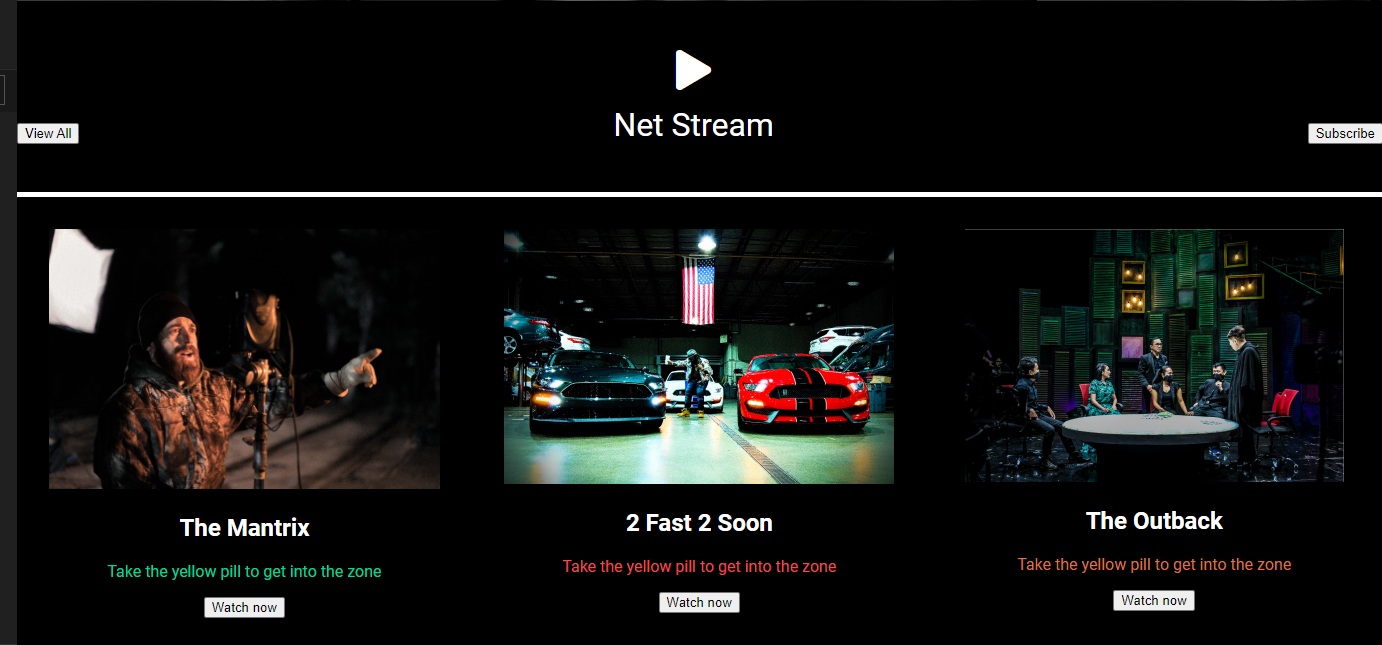 Net Stream
View All
Subscribe
The Mantrix
Take the yellow pill to get into the zone
Watch now
2 Fast 2 Soon
Take the yellow pill to get into the zone
Watch now
The Outback
Take the yellow pill to get into the zone
Watch now